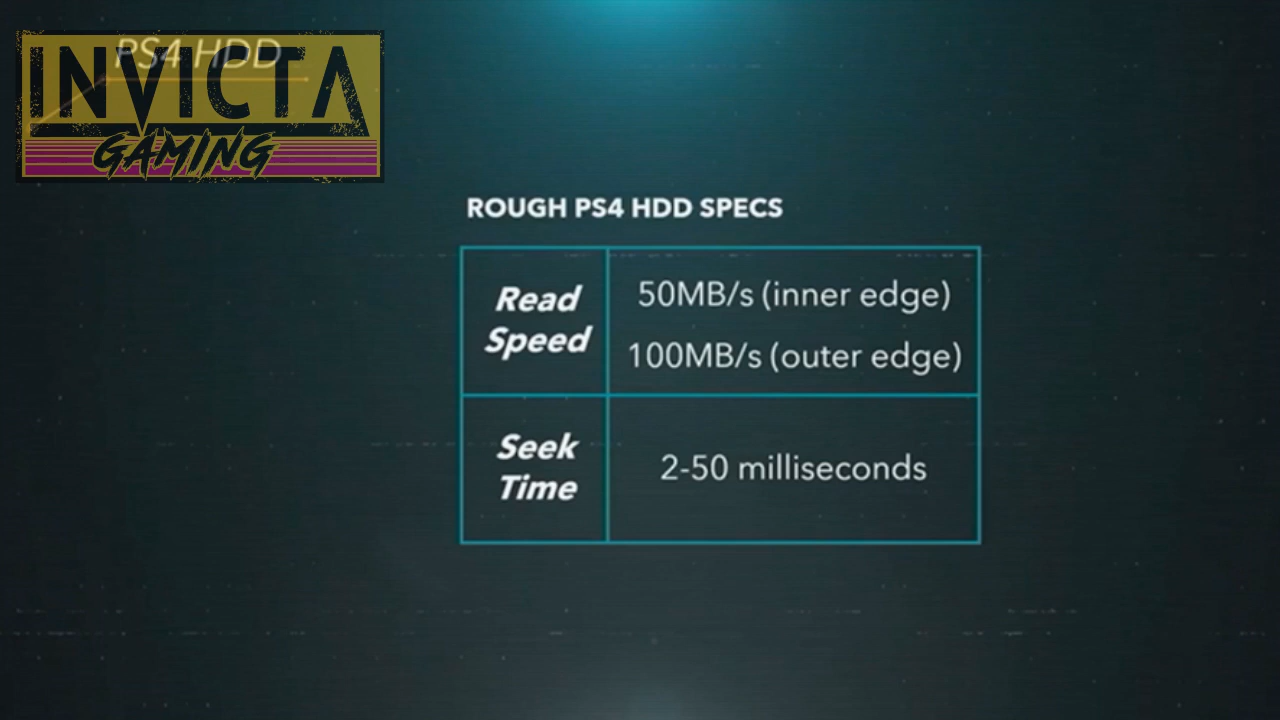 PS4 HDD
INVICTA
GAMING
ROUGH PS4 HDD SPECS
Read
Speed
50MB/s (inner edge)
100MB/s (outer edge)
Seek
Time
2-50 milliseconds